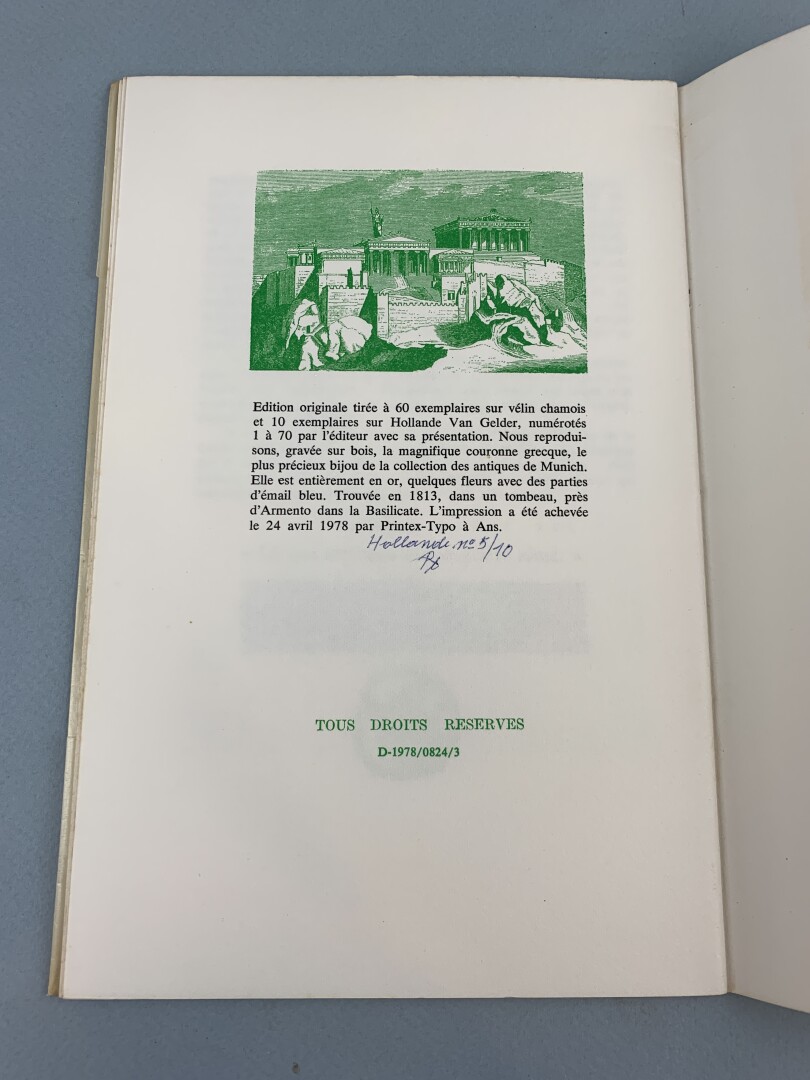 Edition originale tirée à 60 exemplaires sur vélin chamois
et 10 exemplaires sur Hollande Van Gelder, numérotés
1 à 70 par l'éditeur avec sa présentation. Nous reprodui-
sons, gravée sur bois, la magnifique couronne grecque, le
plus précieux bijou de la collection des antiques de Munich.
Elle est entièrement en or, quelques fleurs avec des parties
d'émail bleu. Trouvée en 1813, dans un tombeau, près
d'Armento dans la Basilicate. L'impression a été achevée
le 24 avril 1978 par Printex-Typo à Ans.
Hollande nº 5/10
TOUS DROITS RESERVES
D-1978/0824/3